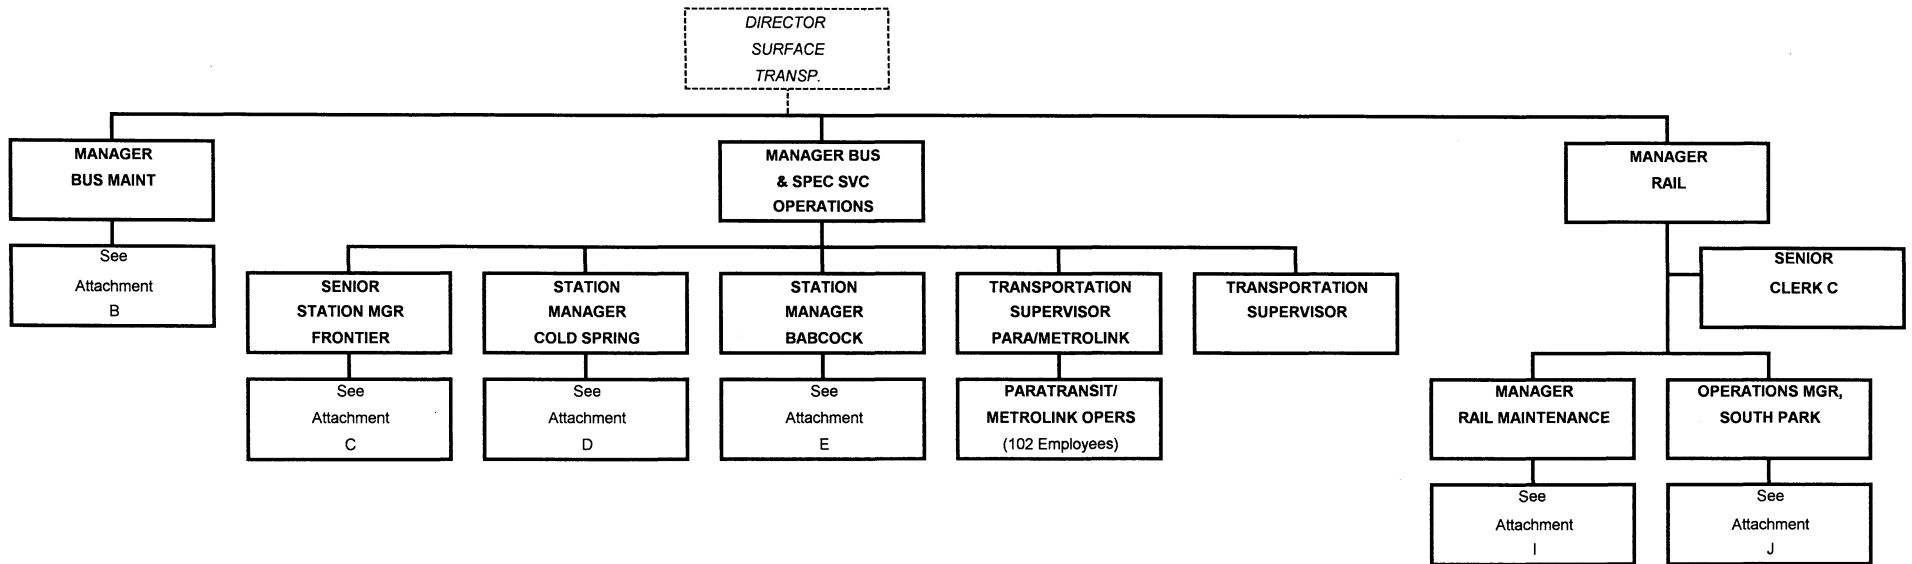 DIRECTOR
SURFACE
TRANSP.
MANAGER
BUS MAINT
MANAGER BUS
& SPEC SVC
OPERATIONS
MANAGER
RAIL
See
Attachment
B
SENIOR
CLERK C
SENIOR
STATION MGR
FRONTIER
STATION
MANAGER
COLD SPRING
STATION
MANAGER
BABCOCK
TRANSPORTATION
SUPERVISOR
PARA/METROLINK
TRANSPORTATION
SUPERVISOR
See
Attachment
C
See
Attachment
D
See
Attachment
E
PARATRANSIT/
METROLINK OPERS
(102 Employees)
MANAGER
RAIL MAINTENANCE
OPERATIONS MGR,
SOUTH PARK
See
Attachment
I
See
Attachment
J